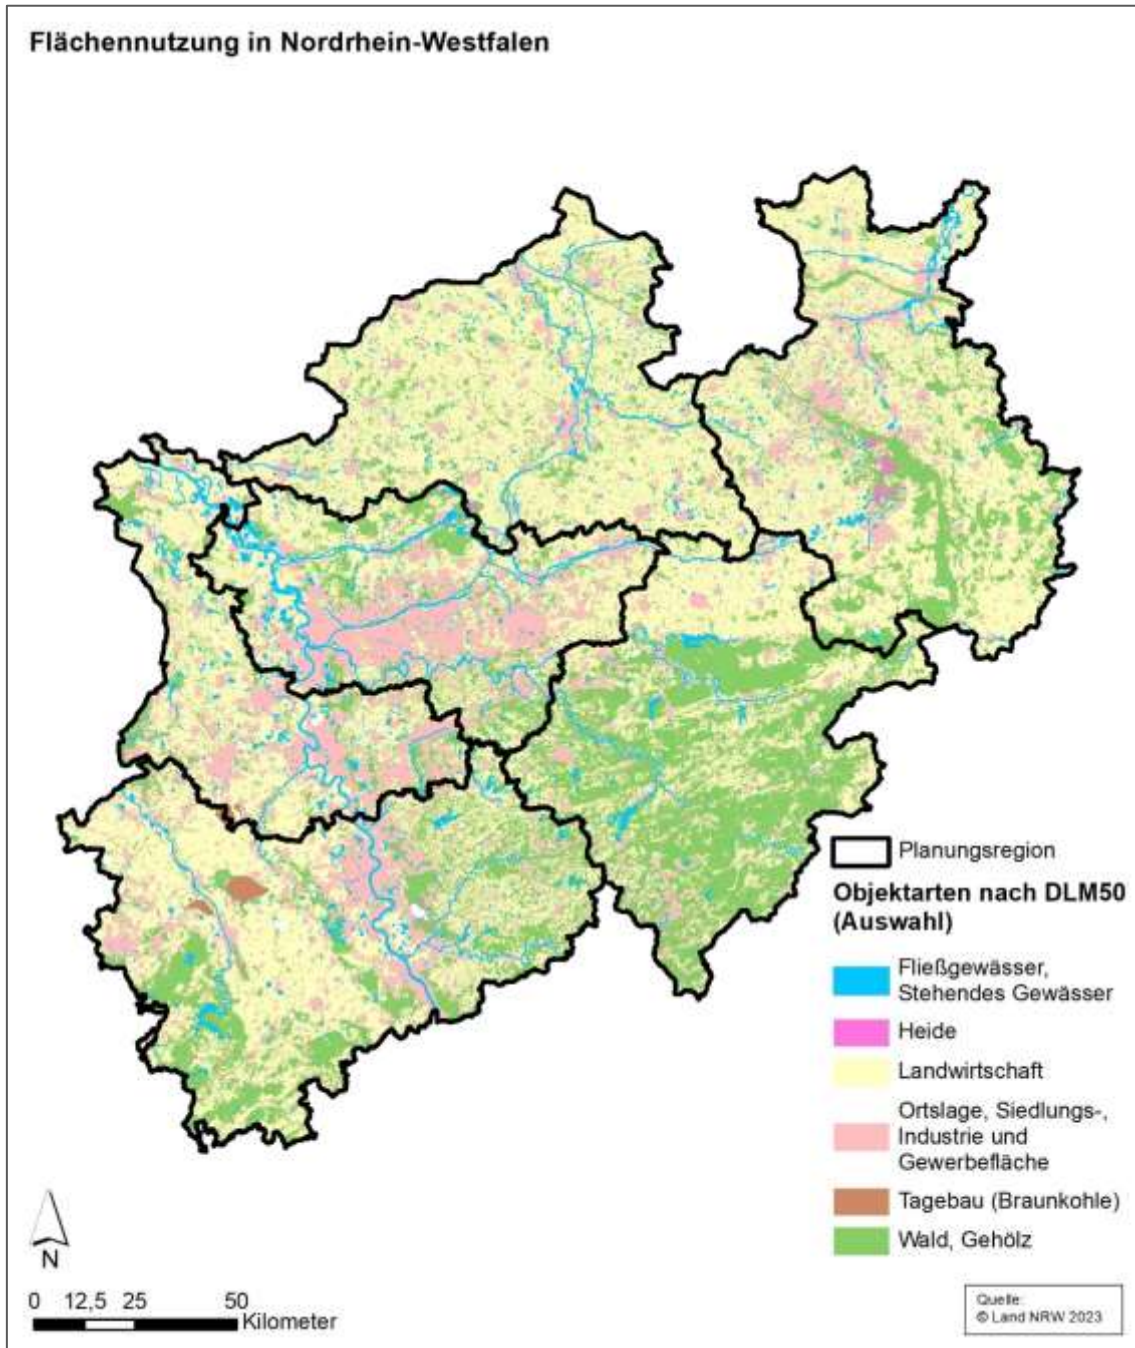 Flächennutzung in Nordrhein-Westfalen
Planungsregion
Objektarten nach DLM50
(Auswahl)
Fließgewässer,
Stehendes Gewässer
Heide
Landwirtschaft
Ortslage, Siedlungs-,
Industrie und
Gewerbefläche
Tagebau (Braunkohle)
Wald, Gehölz
N
0 12,5 25 50
Kilometer
Quelle:
© Land NRW 2023